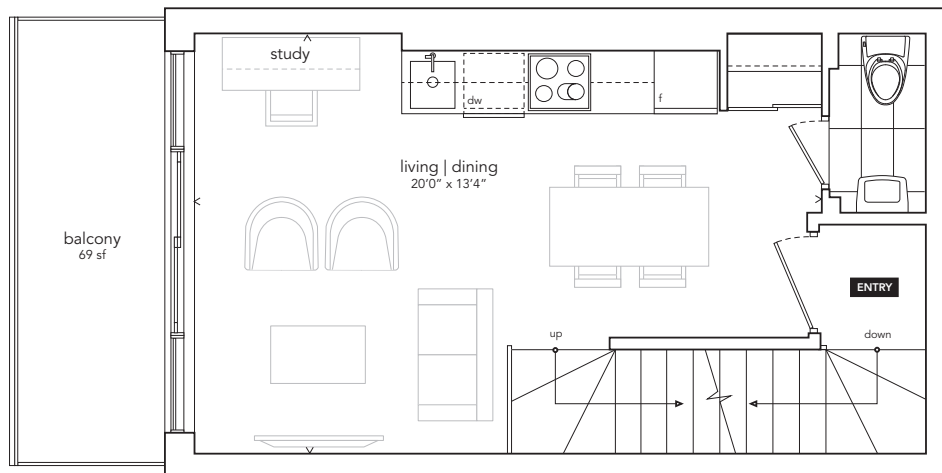 study
dw
f
living | dining
20'0" x 13'4"
balcony
69 sf
ENTRY
up
down